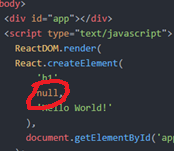 <body>
<div id="app"></div>
<script type="text/javascript">
ReactDOM.render(
React.createElement(
'h1'
null,
'Hello World!'
),
document.getElementById('app